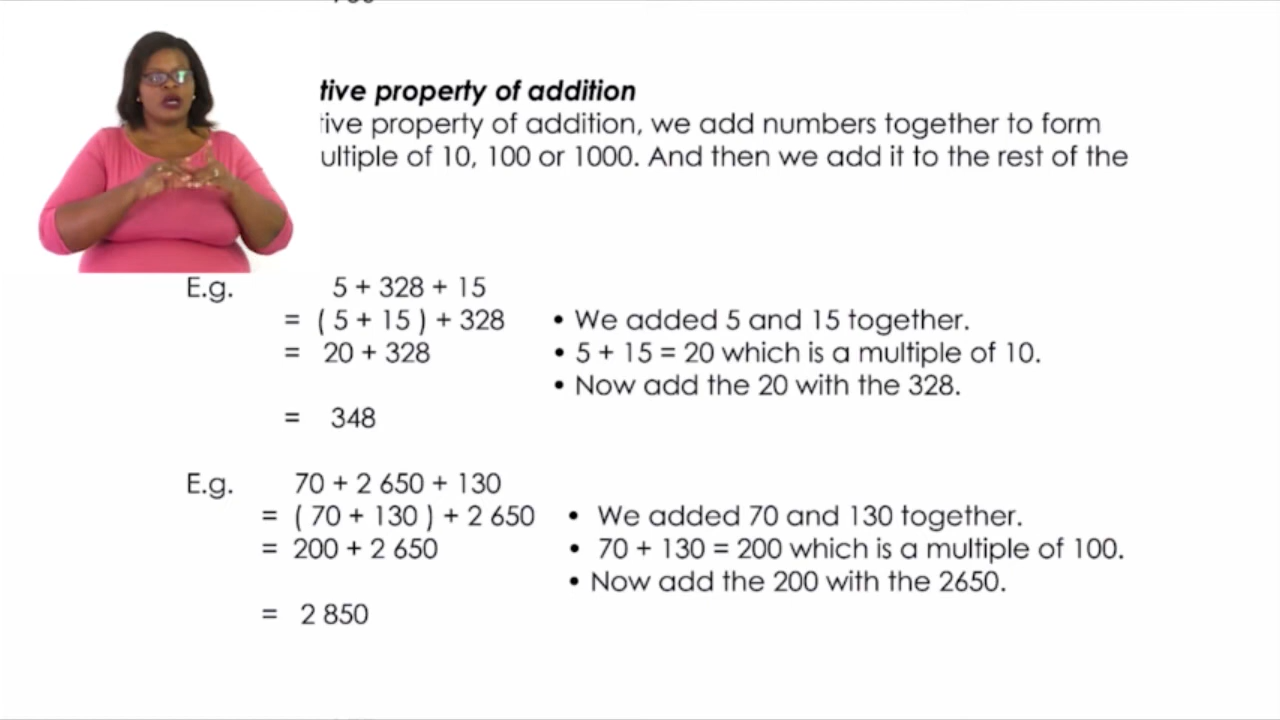 tive property of addition
tive property of addition, we add numbers together to form
ultiple of 10, 100 or 1000. And then we add it to the rest of the
E.g. 5 + 328 + 15
= ( 5 + 15 ) + 328 • We added 5 and 15 together.
= 20 + 328 • 5 + 15 = 20 which is a multiple of 10.
• Now add the 20 with the 328.
= 348
E.g. 70 + 2 650 + 130
= ( 70 + 130 ) + 2 650 • We added 70 and 130 together.
= 200 + 2 650 • 70 + 130 = 200 which is a multiple of 100.
• Now add the 200 with the 2650.
= 2 850